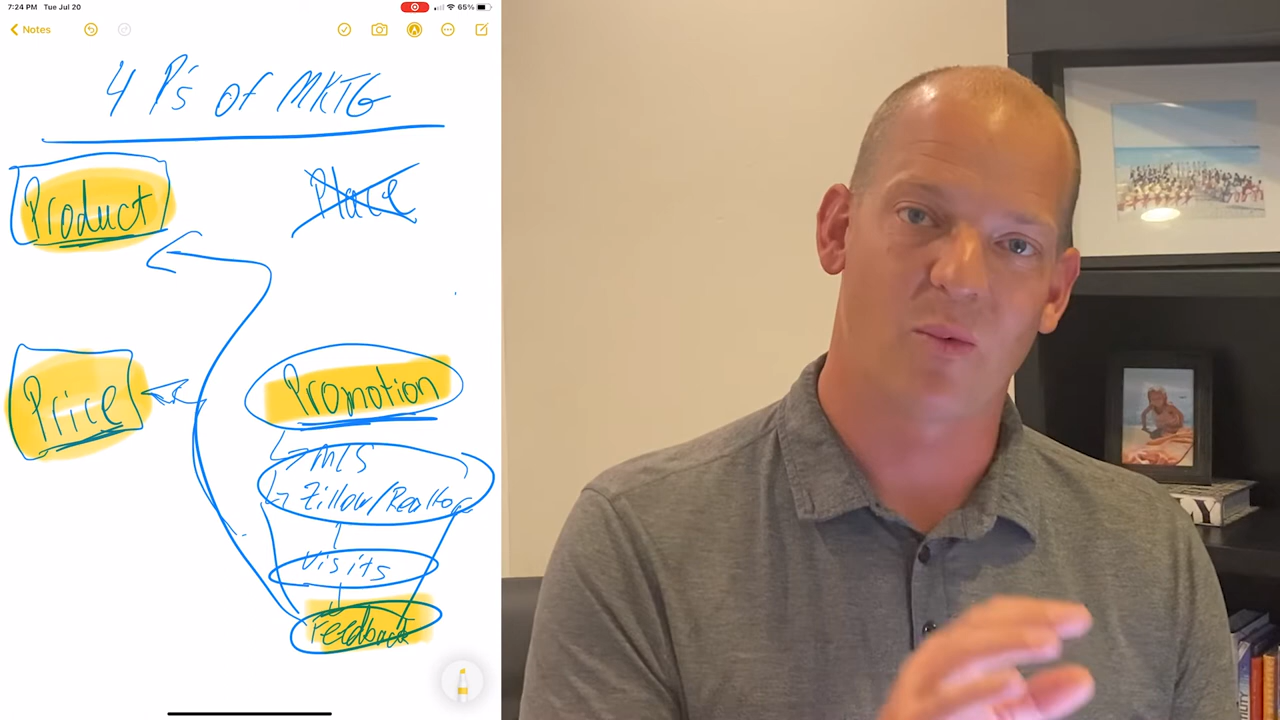 7:24 PM Tue Jul 20
65%
Notes
4 P's of MKTG
Product
Place
Price
Promotion
MLS
Zillow/Realtor
Visits
Feedback